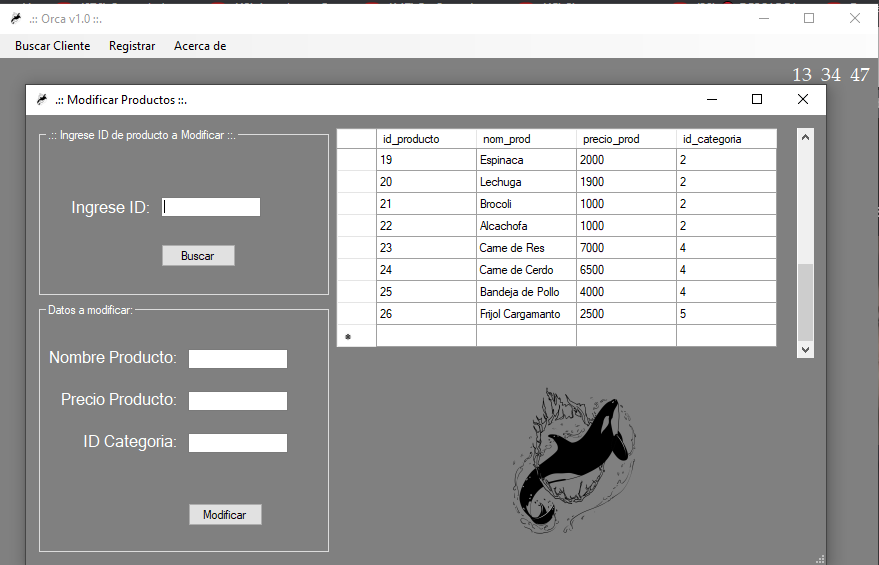 .:: Orca v1.0 ::.
Buscar Cliente Registrar Acerca de
13 34 47
.:: Modificar Productos ::.
.:: Ingrese ID de producto a Modificar ::.
Ingrese ID:
Buscar
Datos a modificar:
Nombre Producto:
Precio Producto:
ID Categoria:
Modificar
id_producto nom_prod precio_prod id_categoria
19 Espinaca 2000 2
20 Lechuga 1900 2
21 Brocoli 1000 2
22 Alcachofa 1000 2
23 Carne de Res 7000 4
24 Carne de Cerdo 6500 4
25 Bandeja de Pollo 4000 4
26 Frijol Cargamanto 2500 5
*